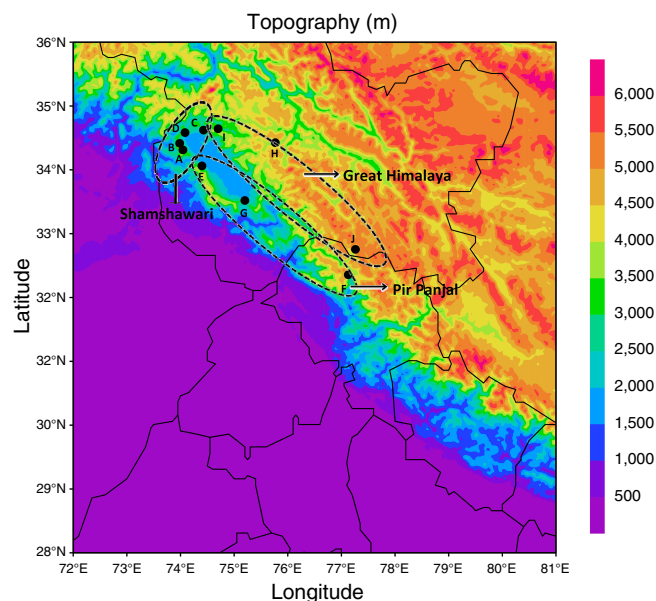 Topography (m)
36°N
35°N
34°N
33°N
32°N
32°N
30°N
29°N
28°N
Latitude
D
C
B
A
E
H
G
J
F
Great Himalaya
Shamshawari
Pir Panjal
72°E 73°E 74°E 75°E 76°E 77°E 78°E 79°E 80°E 81°E
Longitude
6,000
5,500
5,000
4,500
4,000
3,500
3,000
2,500
2,000
1,500
1,000
500